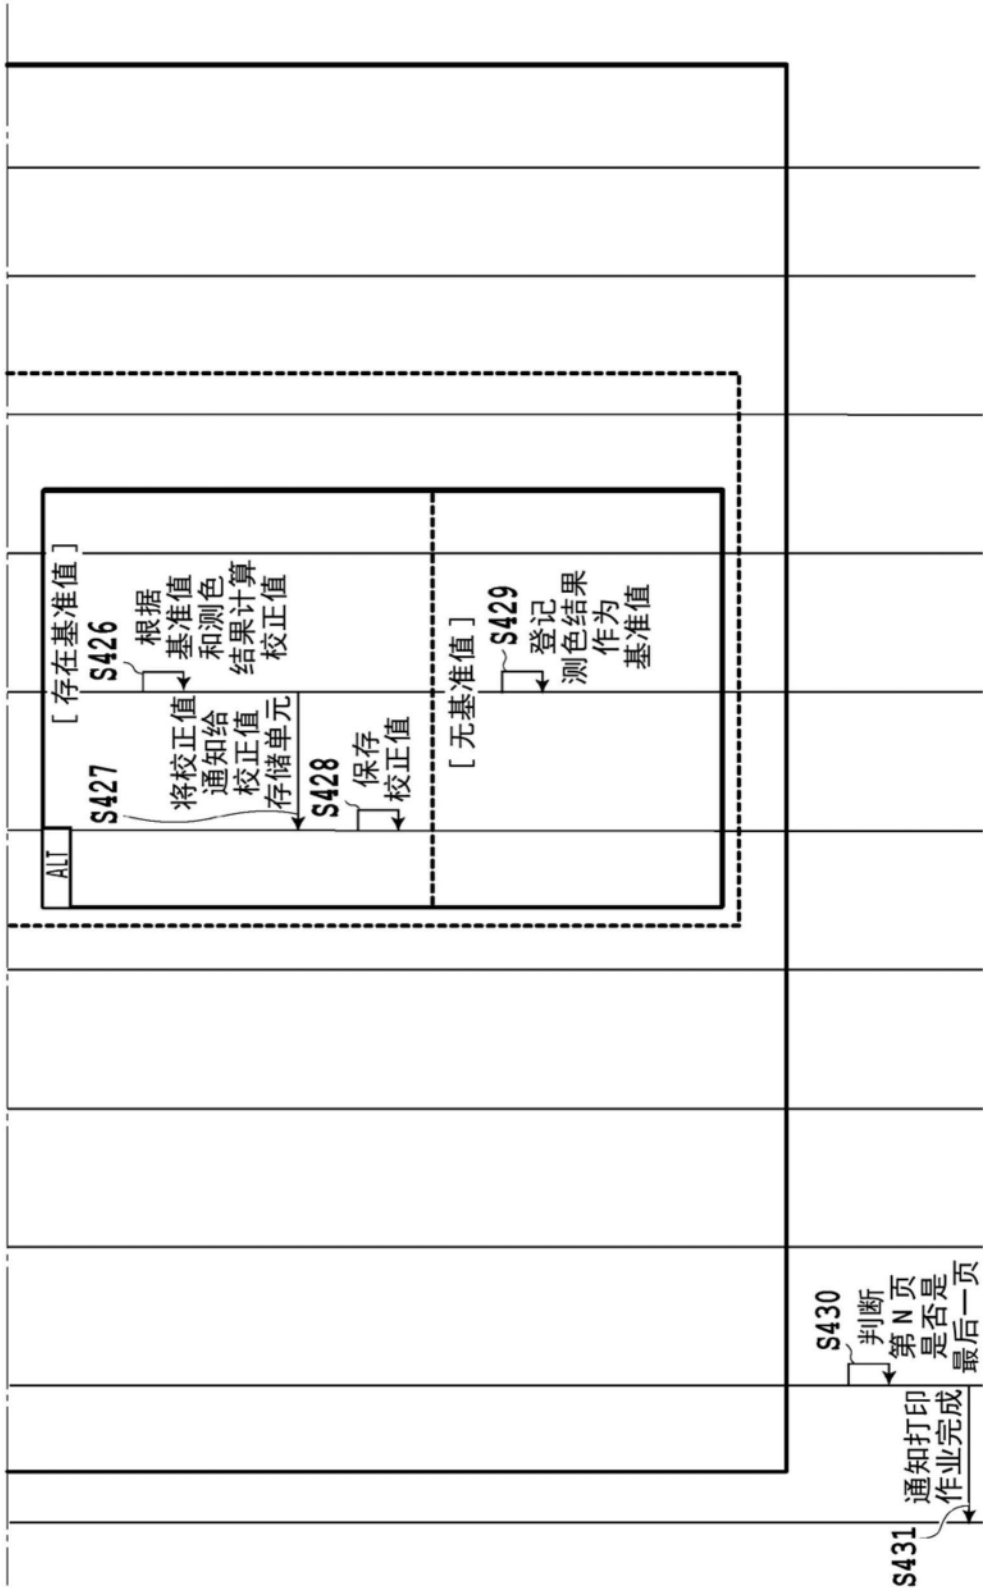 ALT
[ 存在基准值 ]
S426
根据
基准值
和测色
结果计算
校正值
S427
将校正值
通知给
校正值
存储单元
S428
保存
校正值
[ 无基准值 ]
S429
登记
测色结果
作为
基准值
S430
判断
第 N 页
是否是
最后一页
S431
通知打印
作业完成